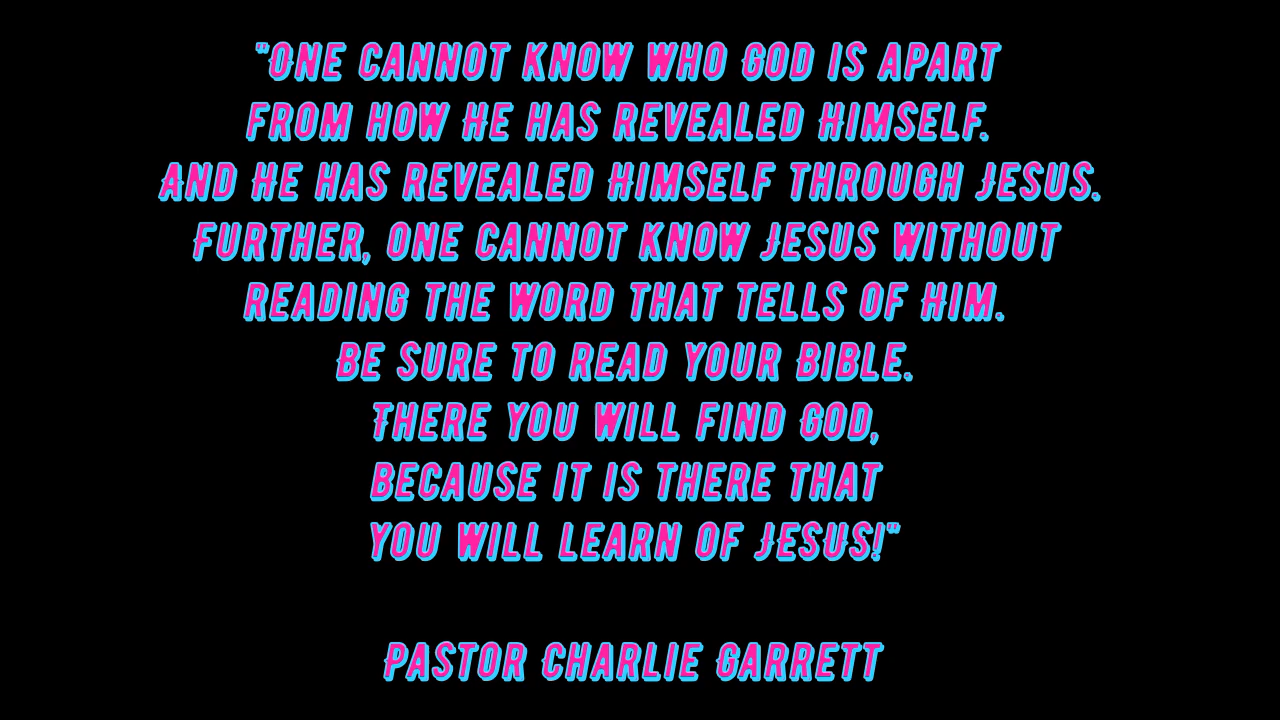 "One cannot know who God is apart
from how He has revealed Himself.
And He has revealed Himself through Jesus.
Further, one cannot know Jesus without
reading the Word that tells of Him.
Be sure to read your Bible.
There you will find God,
because it is there that
you will learn of Jesus!"
Pastor Charlie Garrett